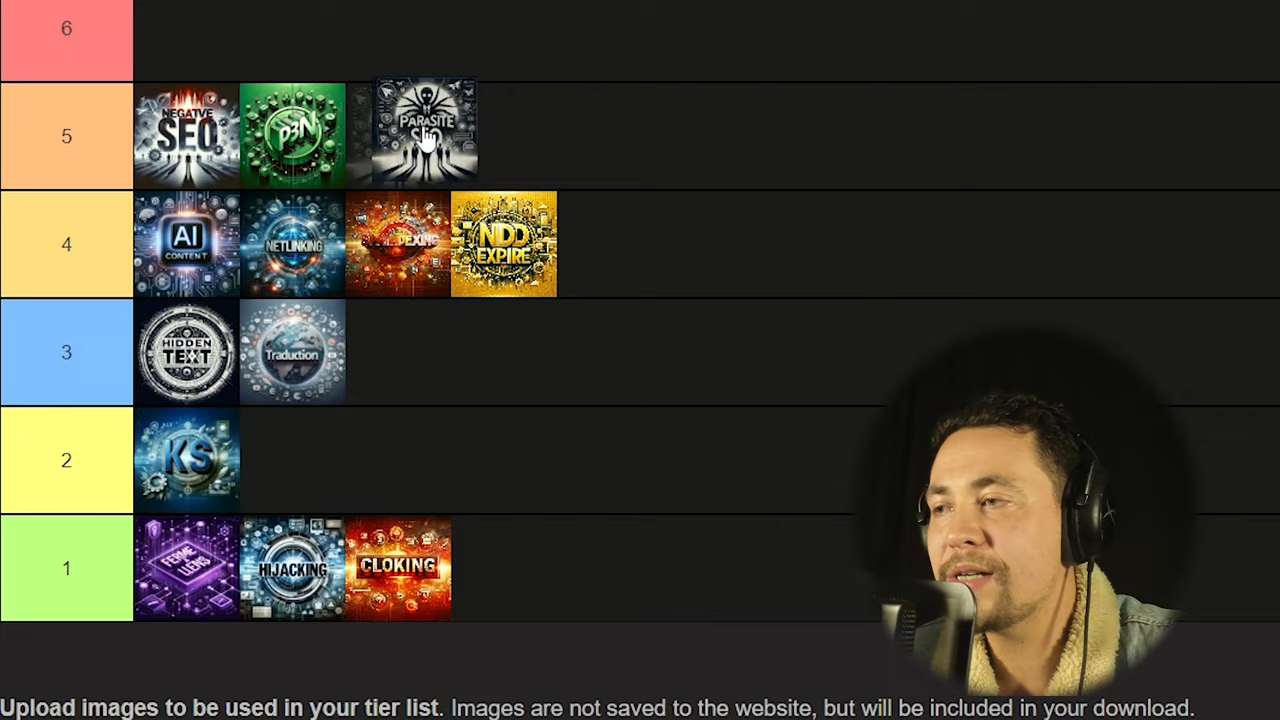 6
5
NEGATVE
SEO
P3N
PARASITE
4
AI
CONTENT
NETLINKING
NDD
EXPIRE
3
HIDDEN
TEXT
Traduction
2
KS
1
FERME
LIENS
HIJACKING
CLOKING
Upload images to be used in your tier list. Images are not saved to the website, but will be included in your download.